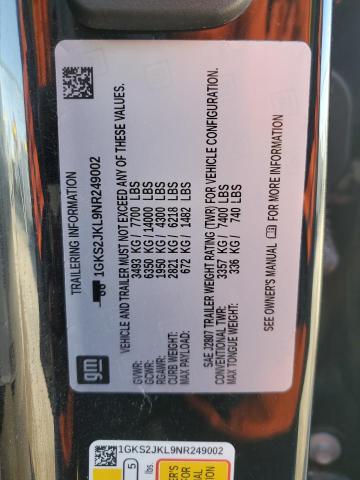 TRAILERING INFORMATION
1GKS2JKL9NR249002
VEHICLE AND TRAILER MUST NOT EXCEED ANY OF THESE VALUES.
GVWR: 3493 KG/ 7700 LBS
GCWR: 6350 KG/14000 LBS
RGAWR: 1950 KG/ 4300 LBS
CURB WEIGHT: 2821 KG/ 6218 LBS
MAX PAYLOAD: 672 KG/ 1482 LBS
SAE J2807 TRAILER WEIGHT RATING (TWR) FOR VEHICLE CONFIGURATION.
CONVENTIONAL TWR: 3357 KG/ 7400 LBS
MAX TONGUE WEIGHT: 336 KG/ 740 LBS
SEE OWNER'S MANUAL FOR MORE INFORMATION.
gm
1GKS2JKL9NR249002
5
lbs.